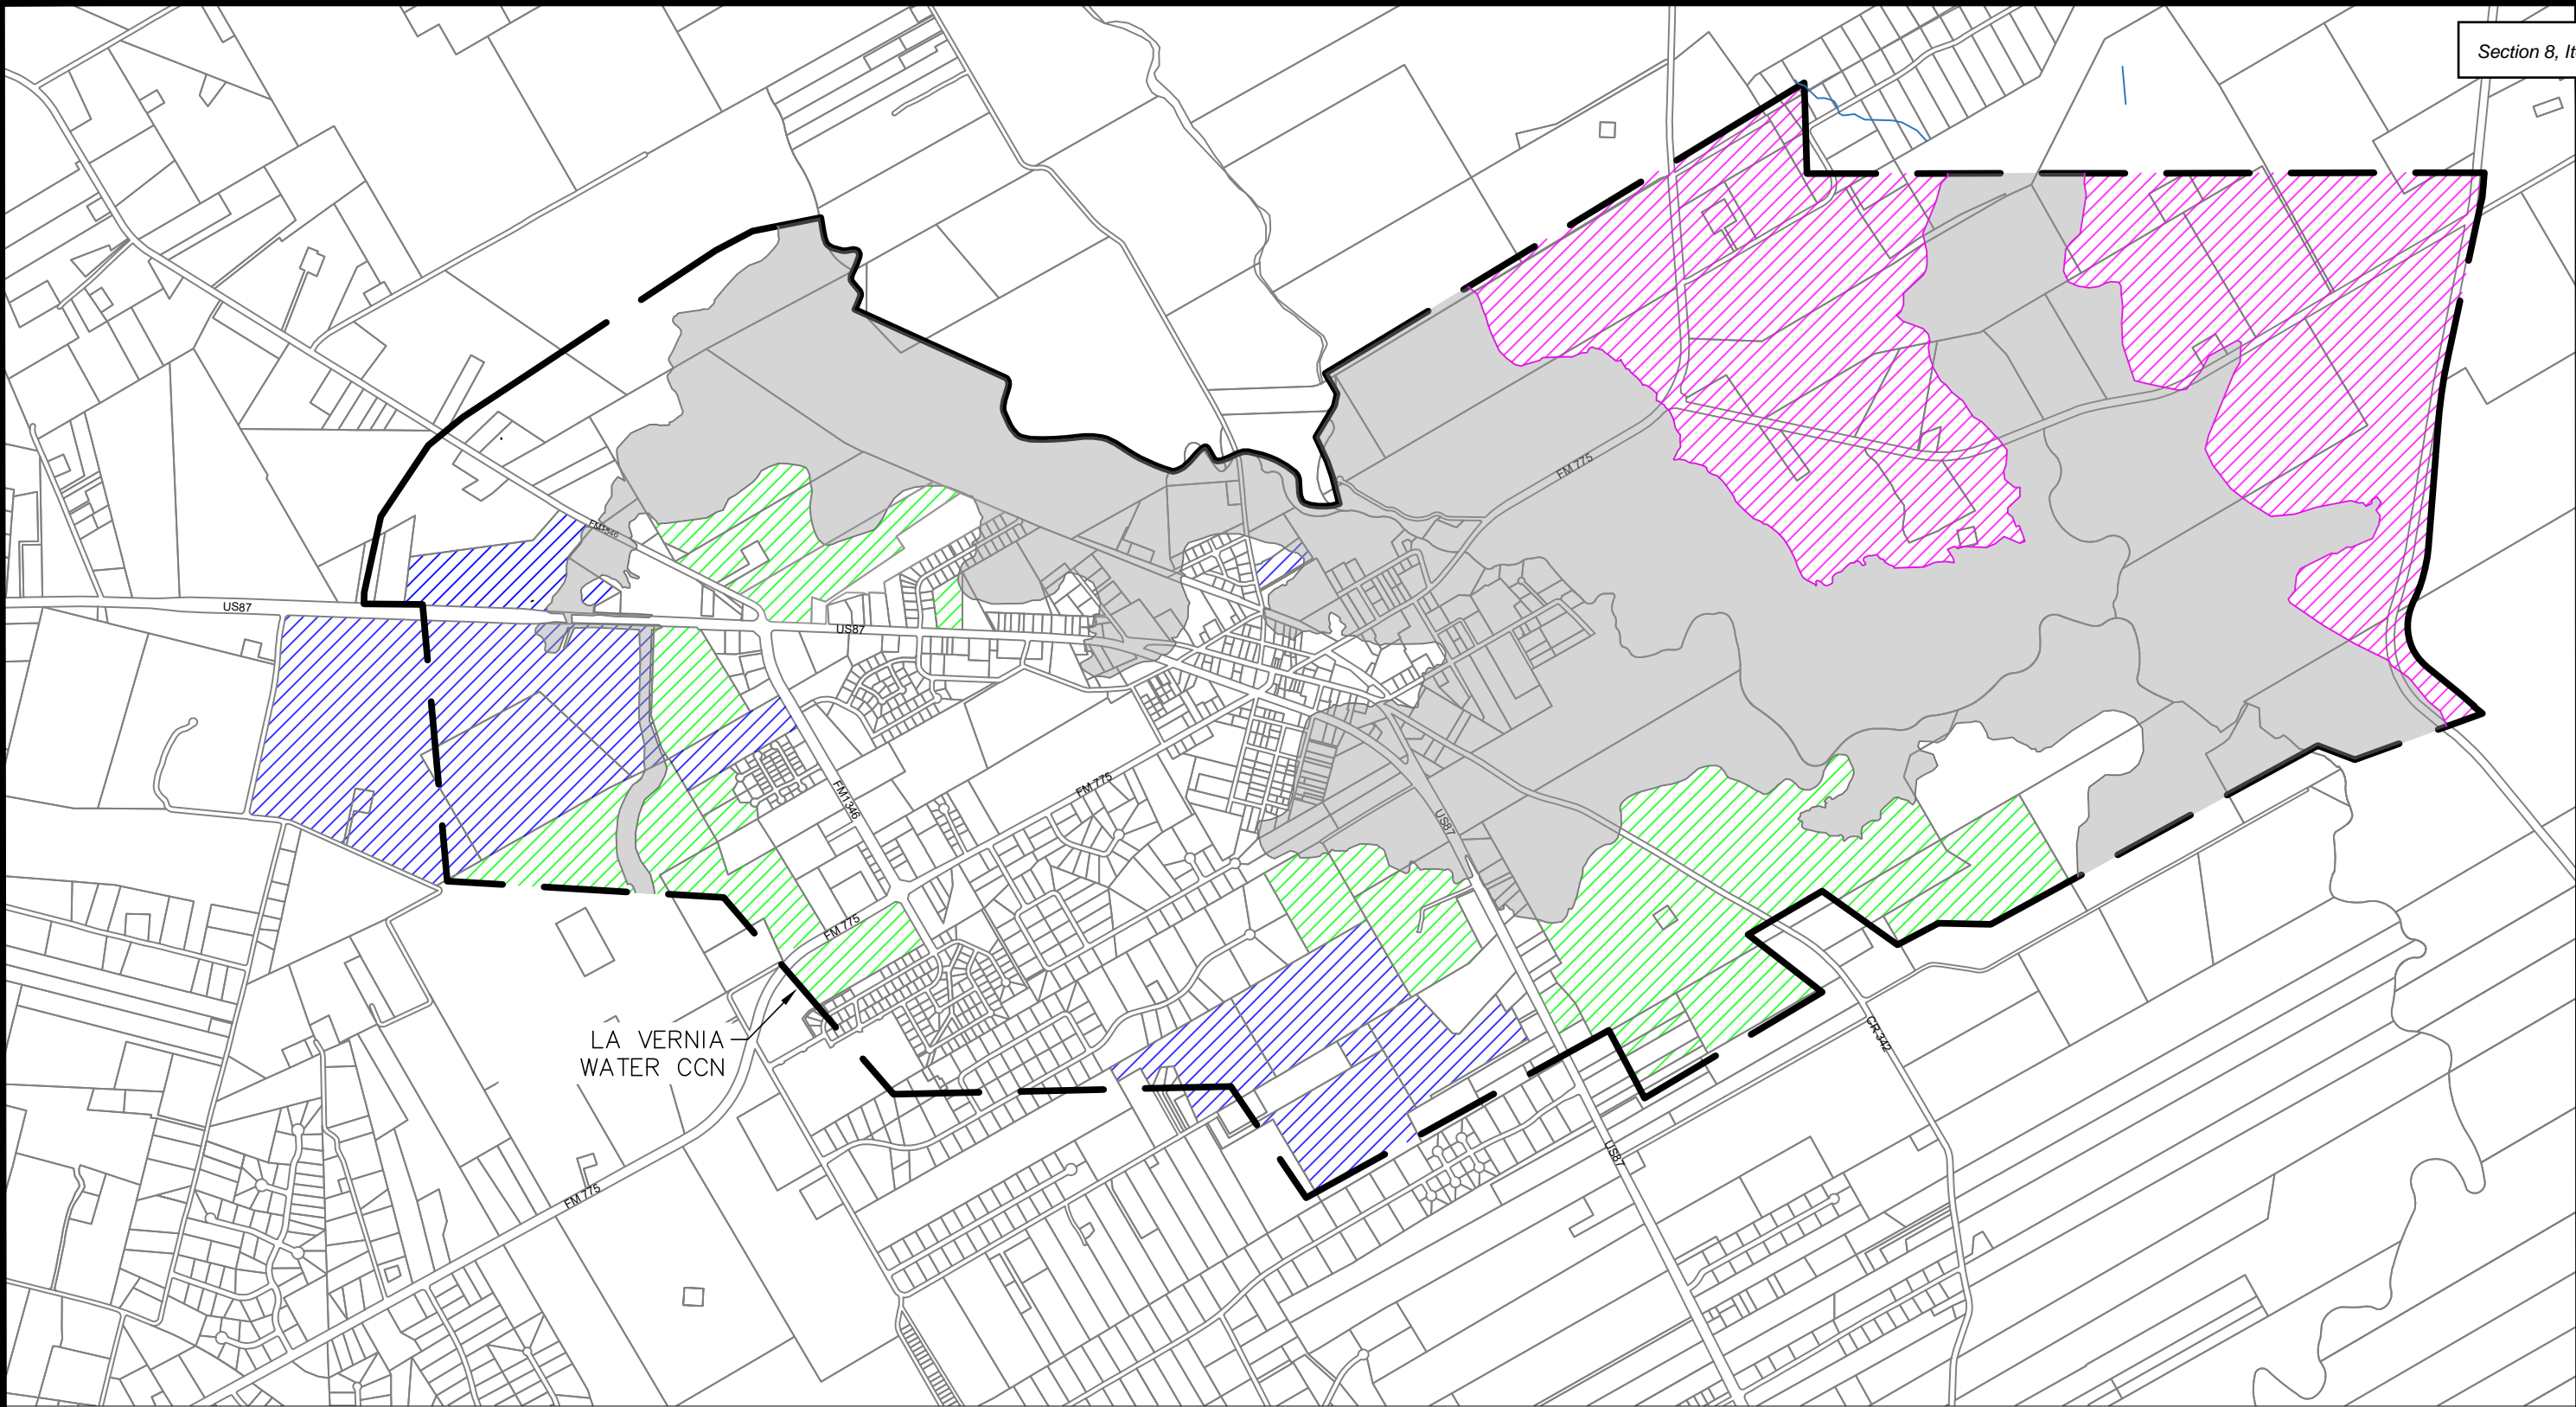 Section 8, It
FM 775
FM1346
US87
US87
FM 775
FM1346
US87
FM 775
LA VERNIA
WATER CCN
CR 342
US87
FM 775